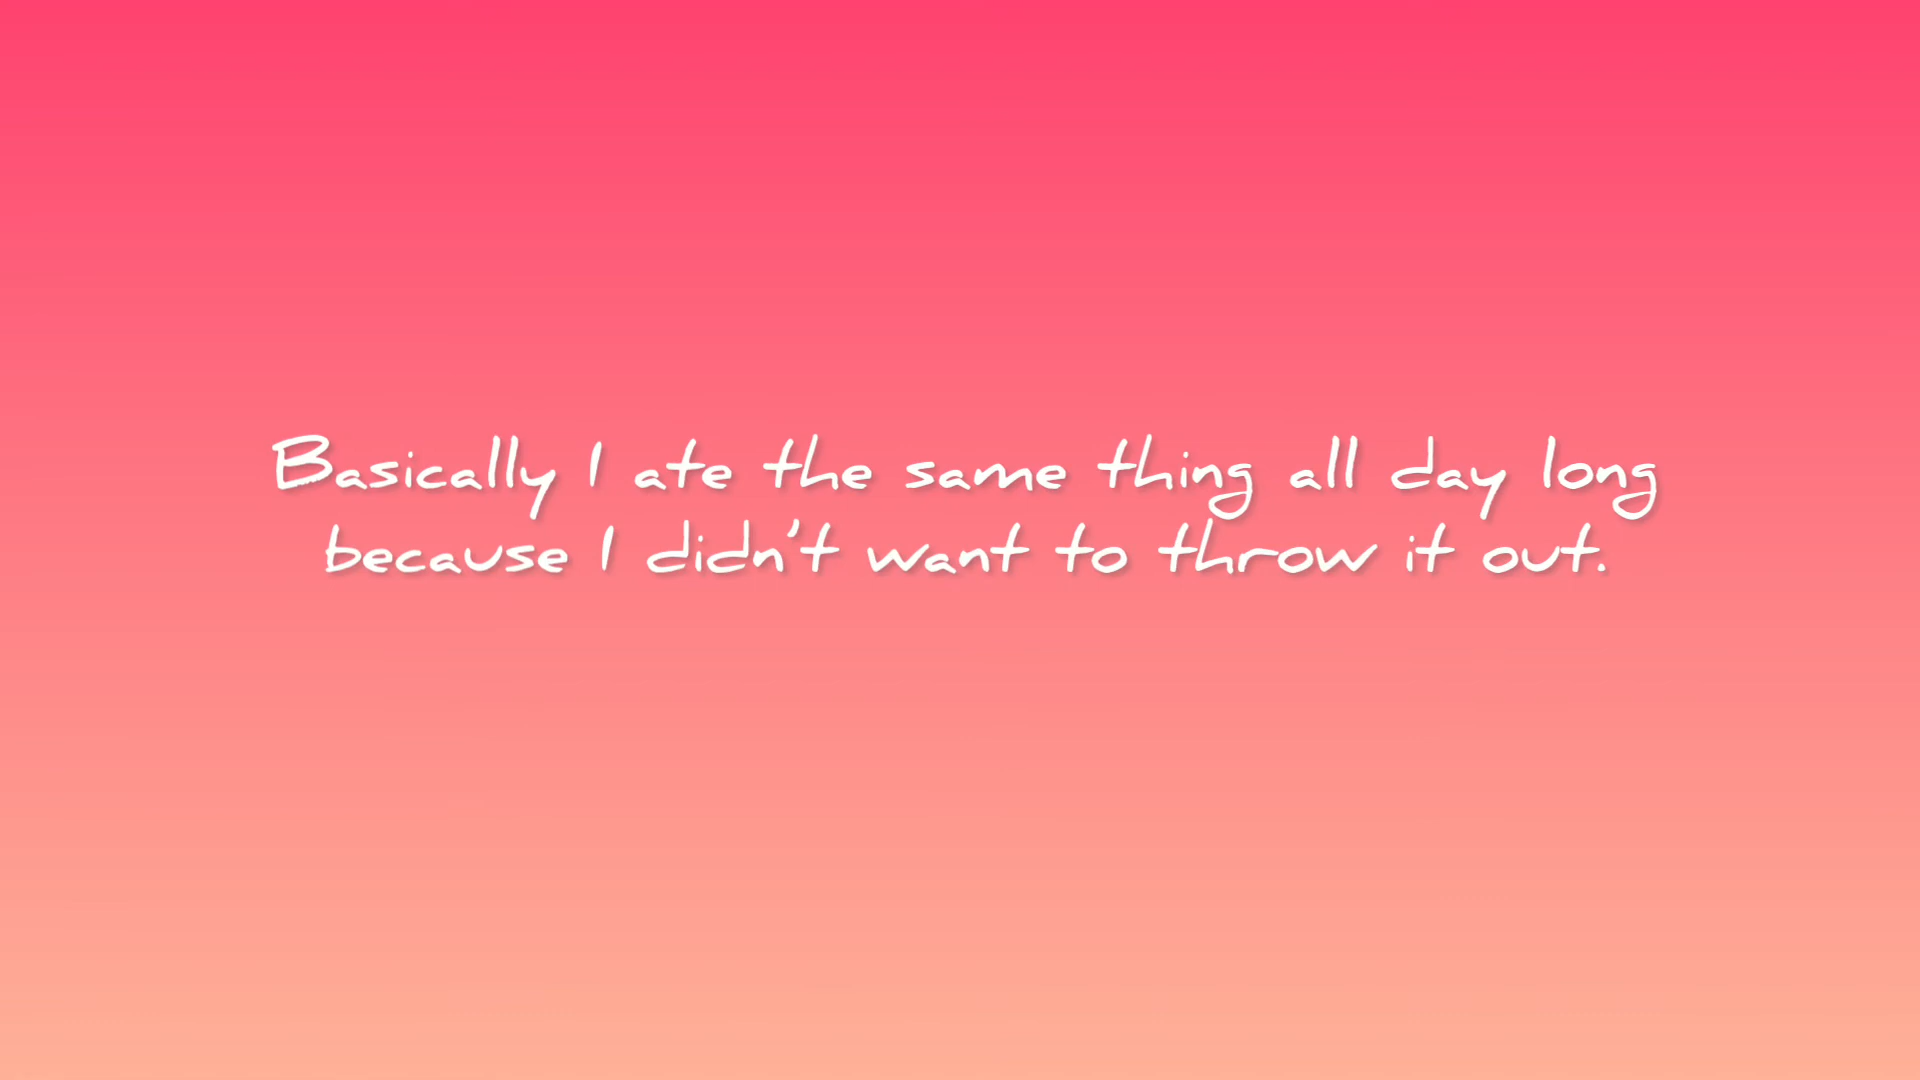 Basically I ate the same thing all day long
because I didn't want to throw it out.